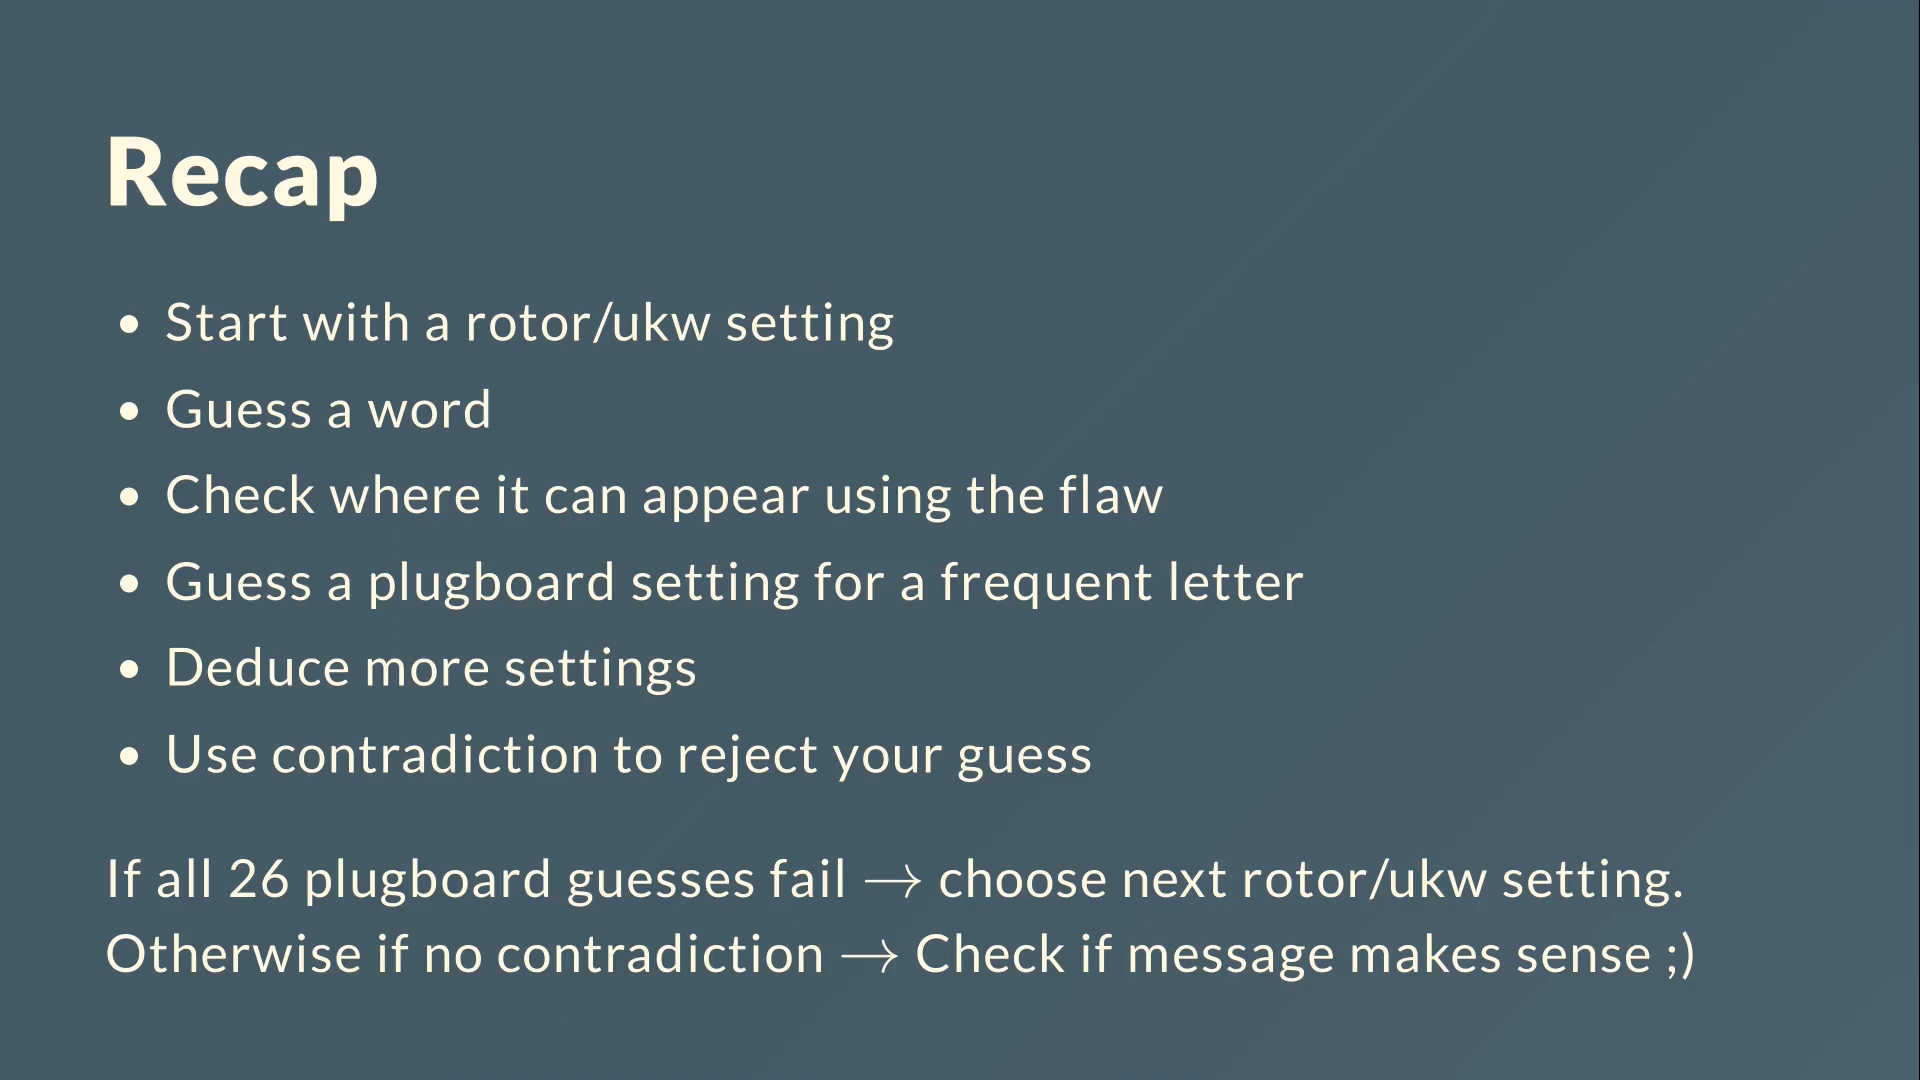 Recap
• Start with a rotor/ukw setting
• Guess a word
• Check where it can appear using the flaw
• Guess a plugboard setting for a frequent letter
• Deduce more settings
• Use contradiction to reject your guess
If all 26 plugboard guesses fail → choose next rotor/ukw setting.
Otherwise if no contradiction → Check if message makes sense ;)